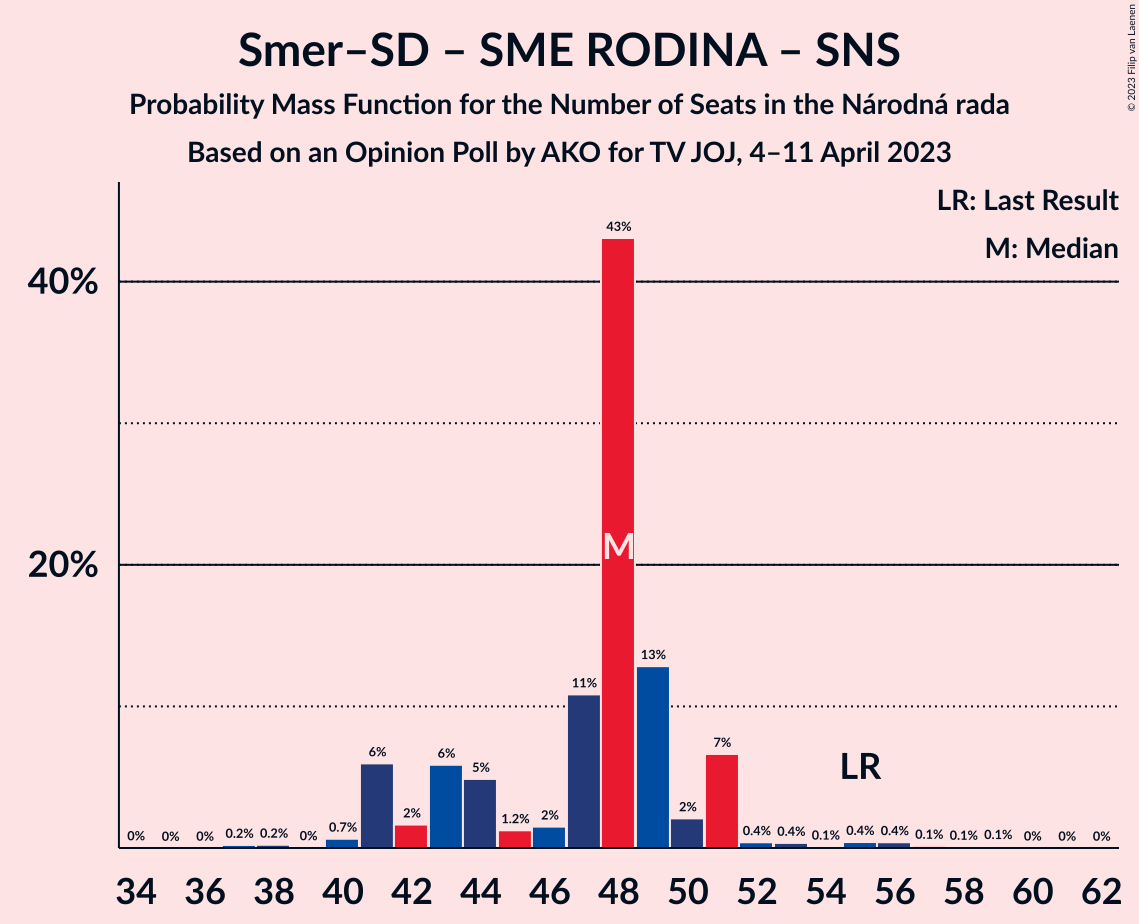 Smer–SD – SME RODINA – SNS
Probability Mass Function for the Number of Seats in the Národná rada
Based on an Opinion Poll by AKO for TV JOJ, 4–11 April 2023
© 2023 Filip van Laenen
LR: Last Result
M: Median
43%
40%
M
20%
13%
11%
7%
LR
6%
6%
5%
2%
2%
0% 0% 0% 0.2% 0.2% 0% 0.7% 1.2% 2% 0.4% 0.4% 0.1% 0.4% 0.4% 0.1% 0.1% 0.1% 0% 0% 0%
34 36 38 40 42 44 46 48 50 52 54 56 58 60 62